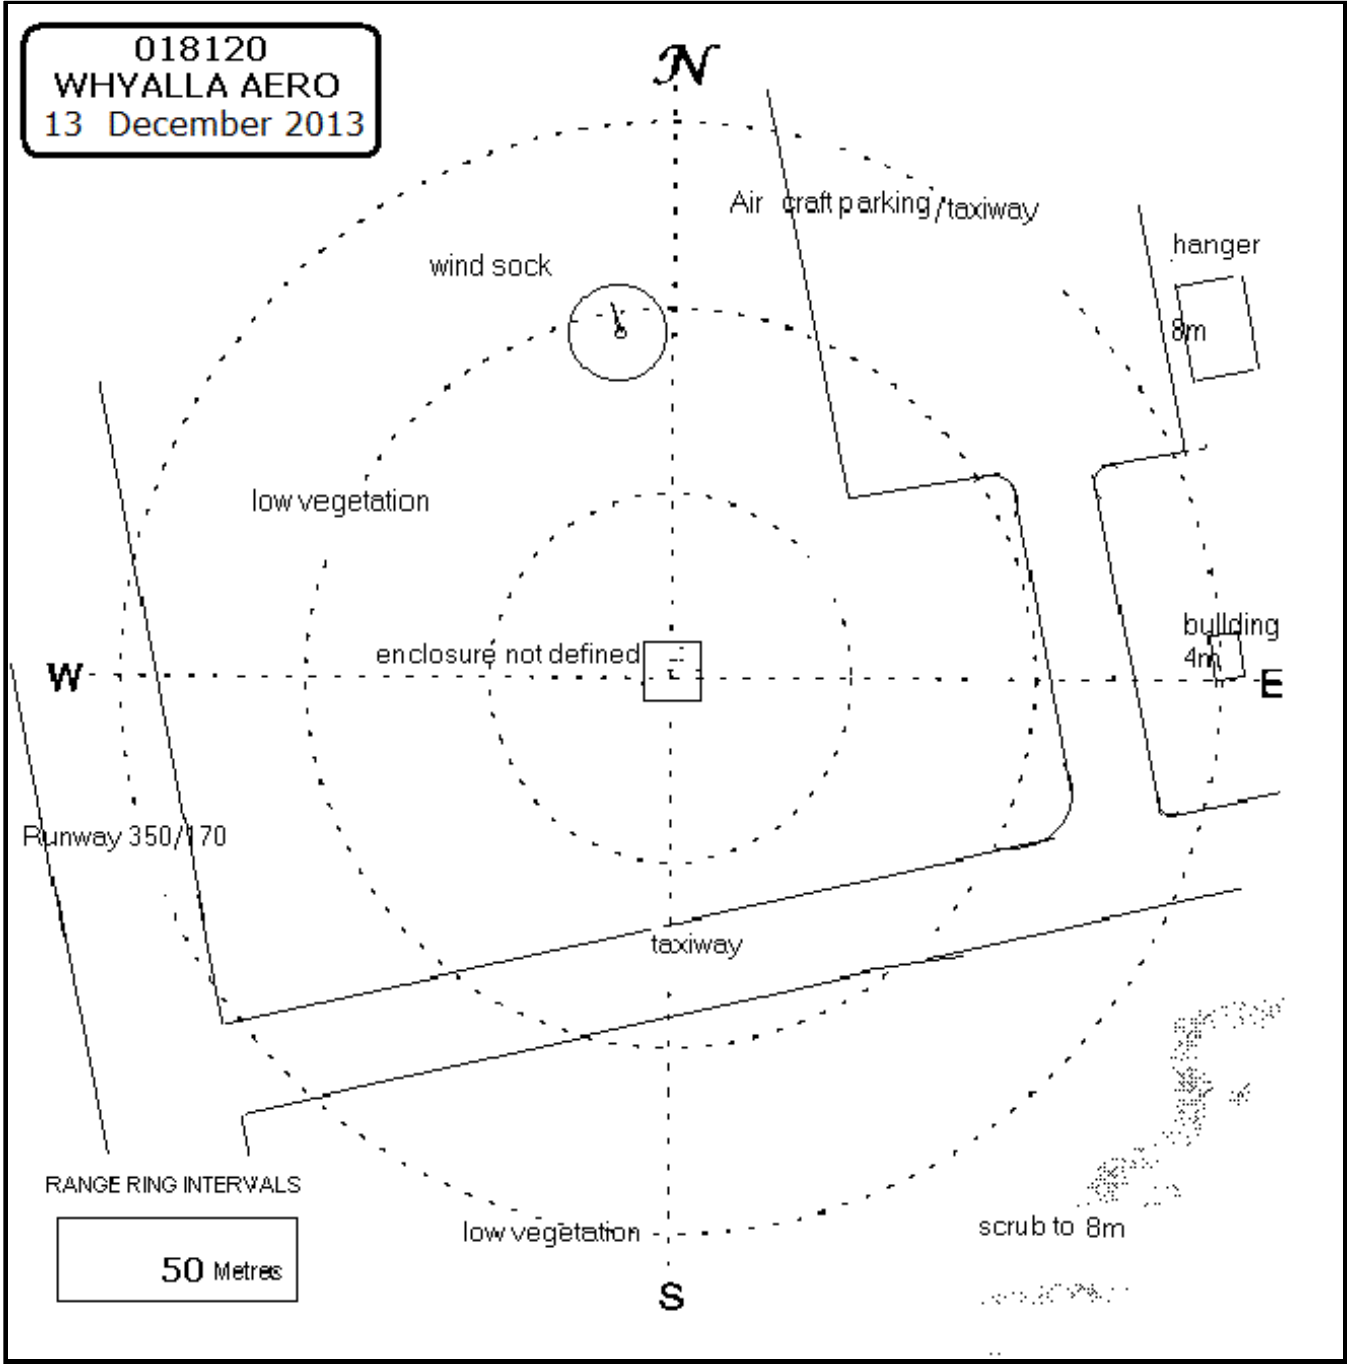 018120
WHYALLA AERO
13 December 2013
N
Air craft parking/taxiway
hanger
wind sock
8m
low vegetation
building
enclosure not defined
4m
W
E
Runway 350/170
taxiway
RANGE RING INTERVALS
low vegetation
scrub to 8m
50 Metres
S